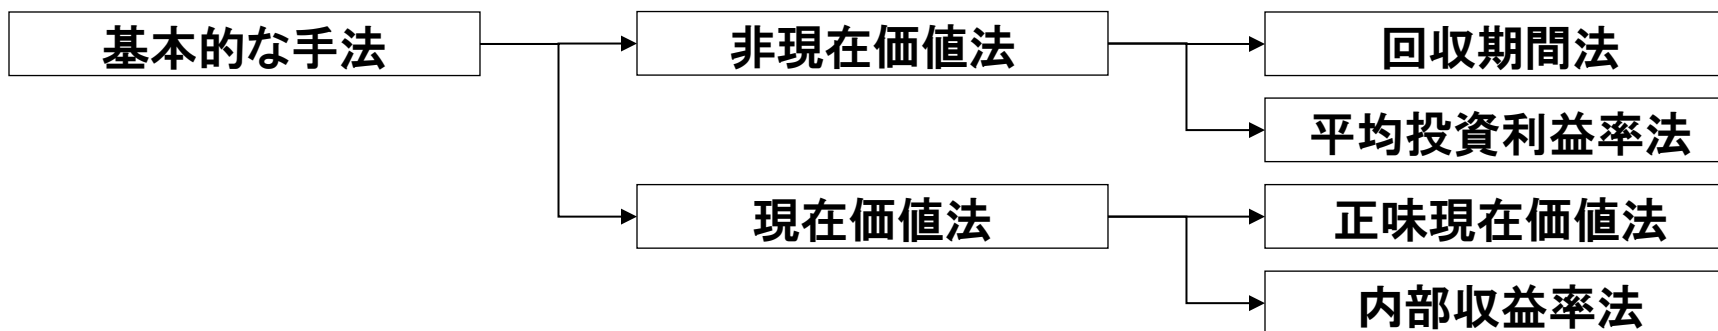 基本的な手法
非現在価値法
回収期間法
平均投資利益率法
現在価値法
正味現在価値法
内部収益率法